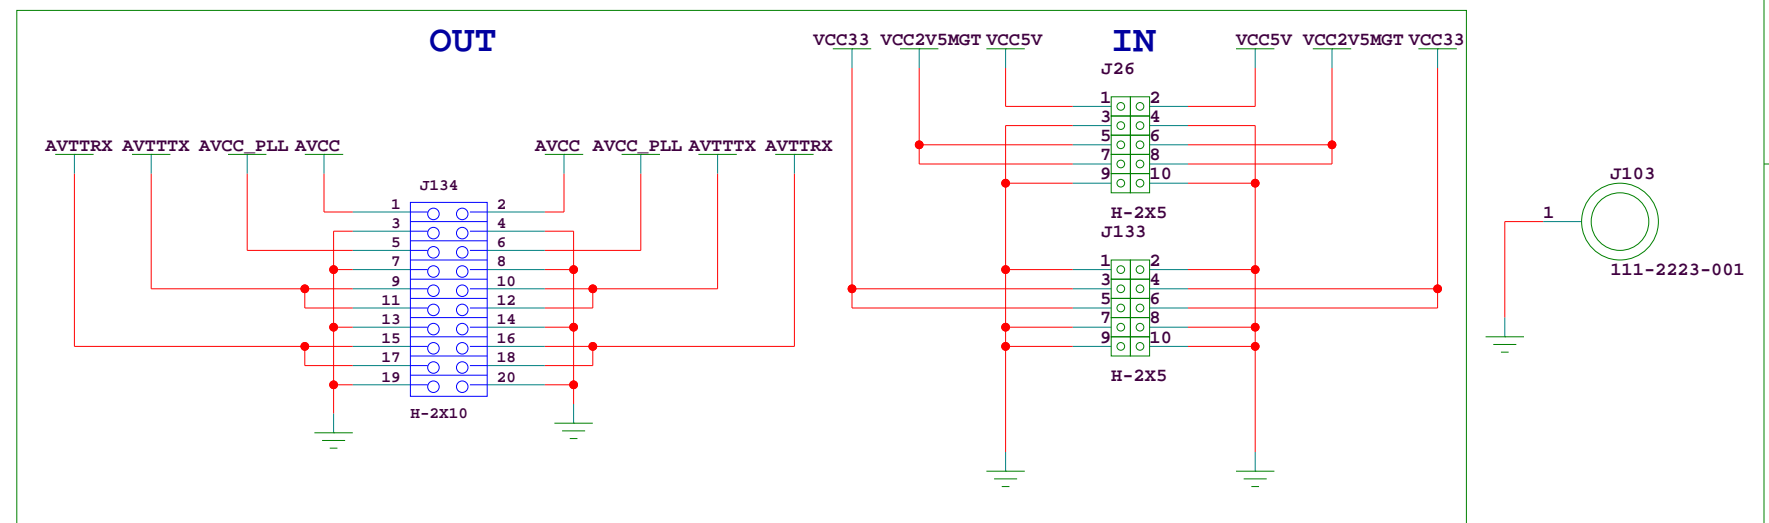 OUT
IN
VCC33 VCC2V5MGT VCC5V
VCC5V VCC2V5MGT VCC33
J26
1 2
3 4
5 6
7 8
9 10
H-2X5
J133
1 2
3 4
5 6
7 8
9 10
H-2X5
AVTTRX AVTTTX AVCC_PLL AVCC
AVCC AVCC_PLL AVTTTX AVTTRX
J134
1 2
3 4
5 6
7 8
9 10
11 12
13 14
15 16
17 18
19 20
H-2X10
J103
1
111-2223-001